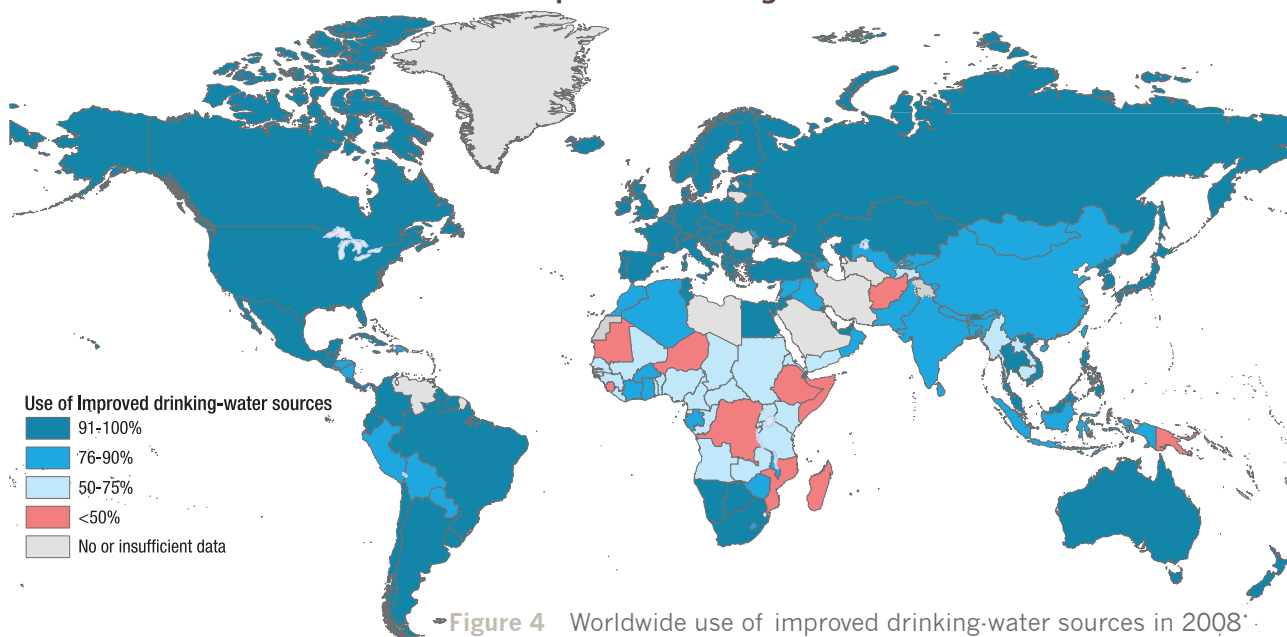 Use of Improved drinking-water sources
91-100%
76-90%
50-75%
<50%
No or insufficient data
Figure 4 Worldwide use of improved drinking-water sources in 2008